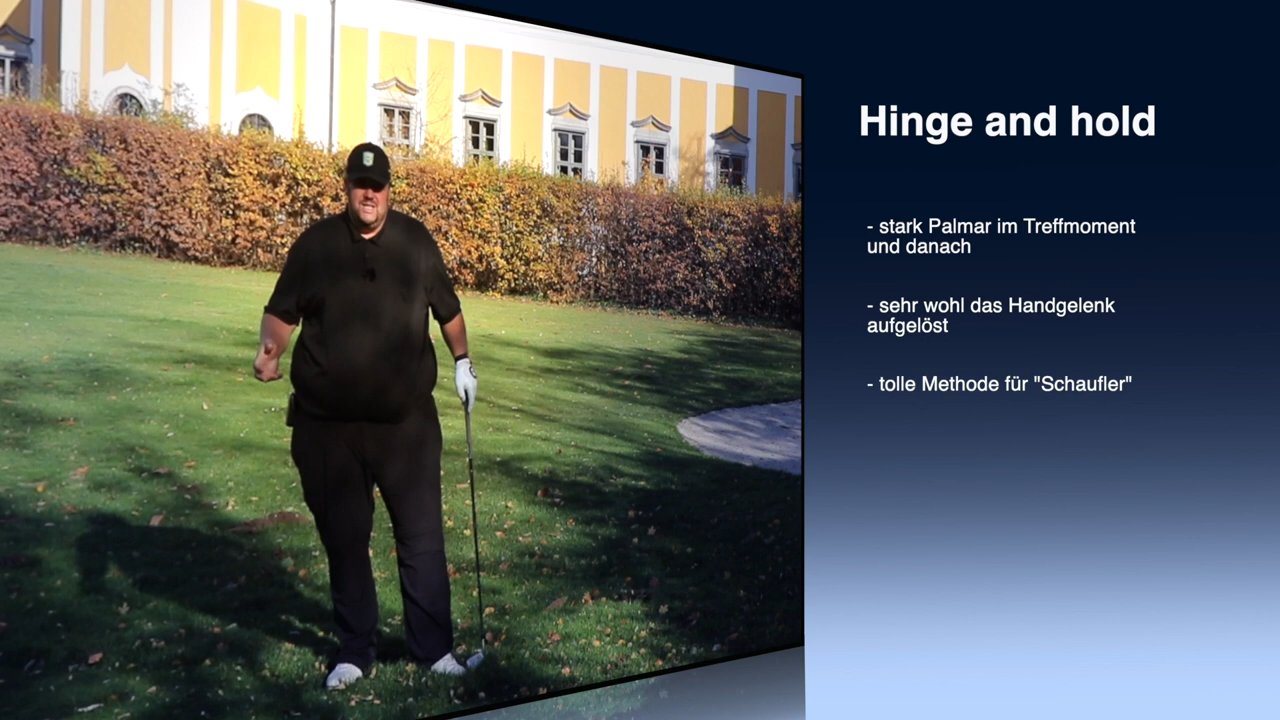 Hinge and hold
- stark Palmar im Treffmoment
und danach
- sehr wohl das Handgelenk
aufgelöst
- tolle Methode für "Schaufler"